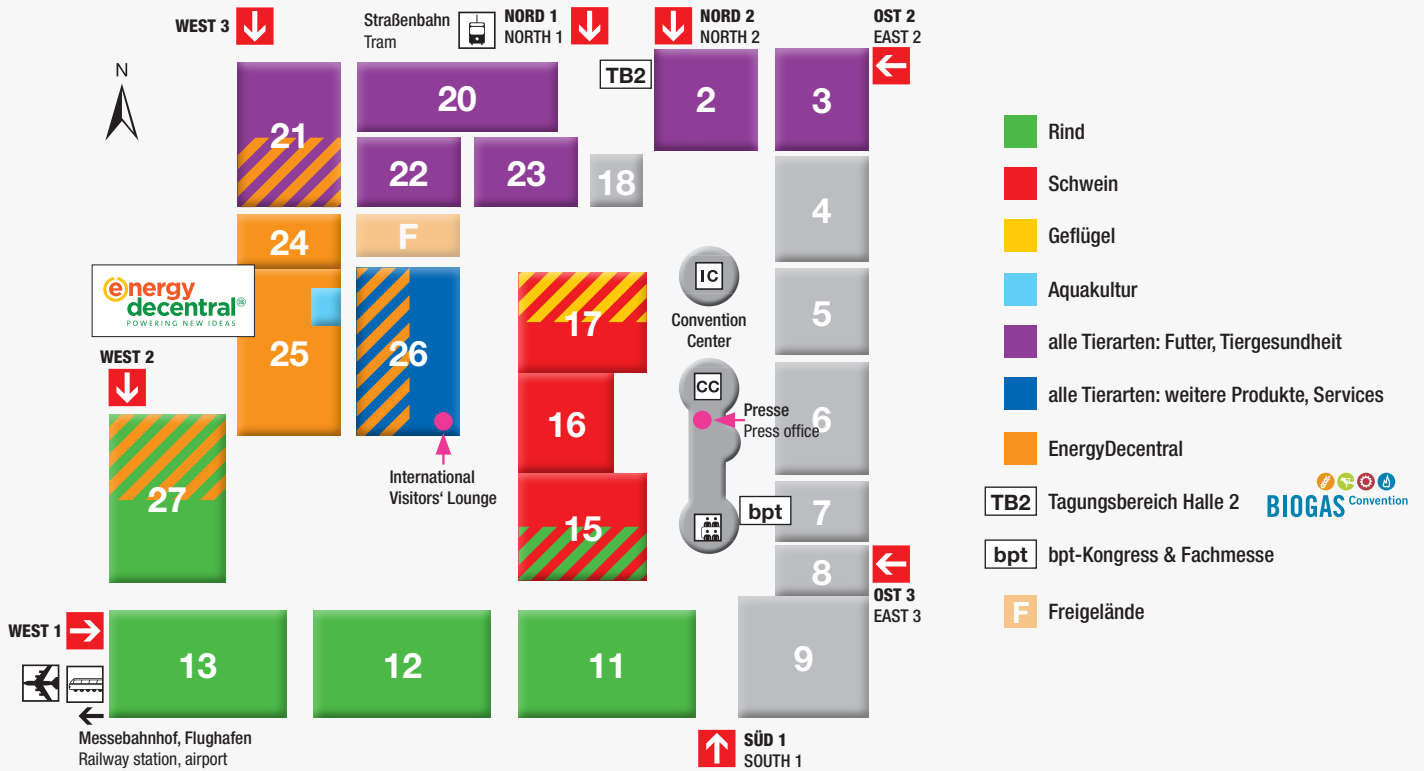 WEST 3
Straßenbahn
Tram
NORD 1
NORTH 1
NORD 2
NORTH 2
OST 2
EAST 2
N
TB2
20
2
3
21
22
23
18
4
24
F
energy
decentral
POWERING NEW IDEAS
IC
Convention
Center
17
5
25
26
WEST 2
CC
Presse
Press office
16
6
International
Visitors‘ Lounge
27
15
bpt
7
8
OST 3
EAST 3
WEST 1
13
12
11
9
Messebahnhof, Flughafen
Railway station, airport
SÜD 1
SOUTH 1
Rind
Schwein
Geflügel
Aquakultur
alle Tierarten: Futter, Tiergesundheit
alle Tierarten: weitere Produkte, Services
EnergyDecentral
TB2 Tagungsbereich Halle 2
BIOGAS Convention
bpt bpt-Kongress & Fachmesse
F Freigelände